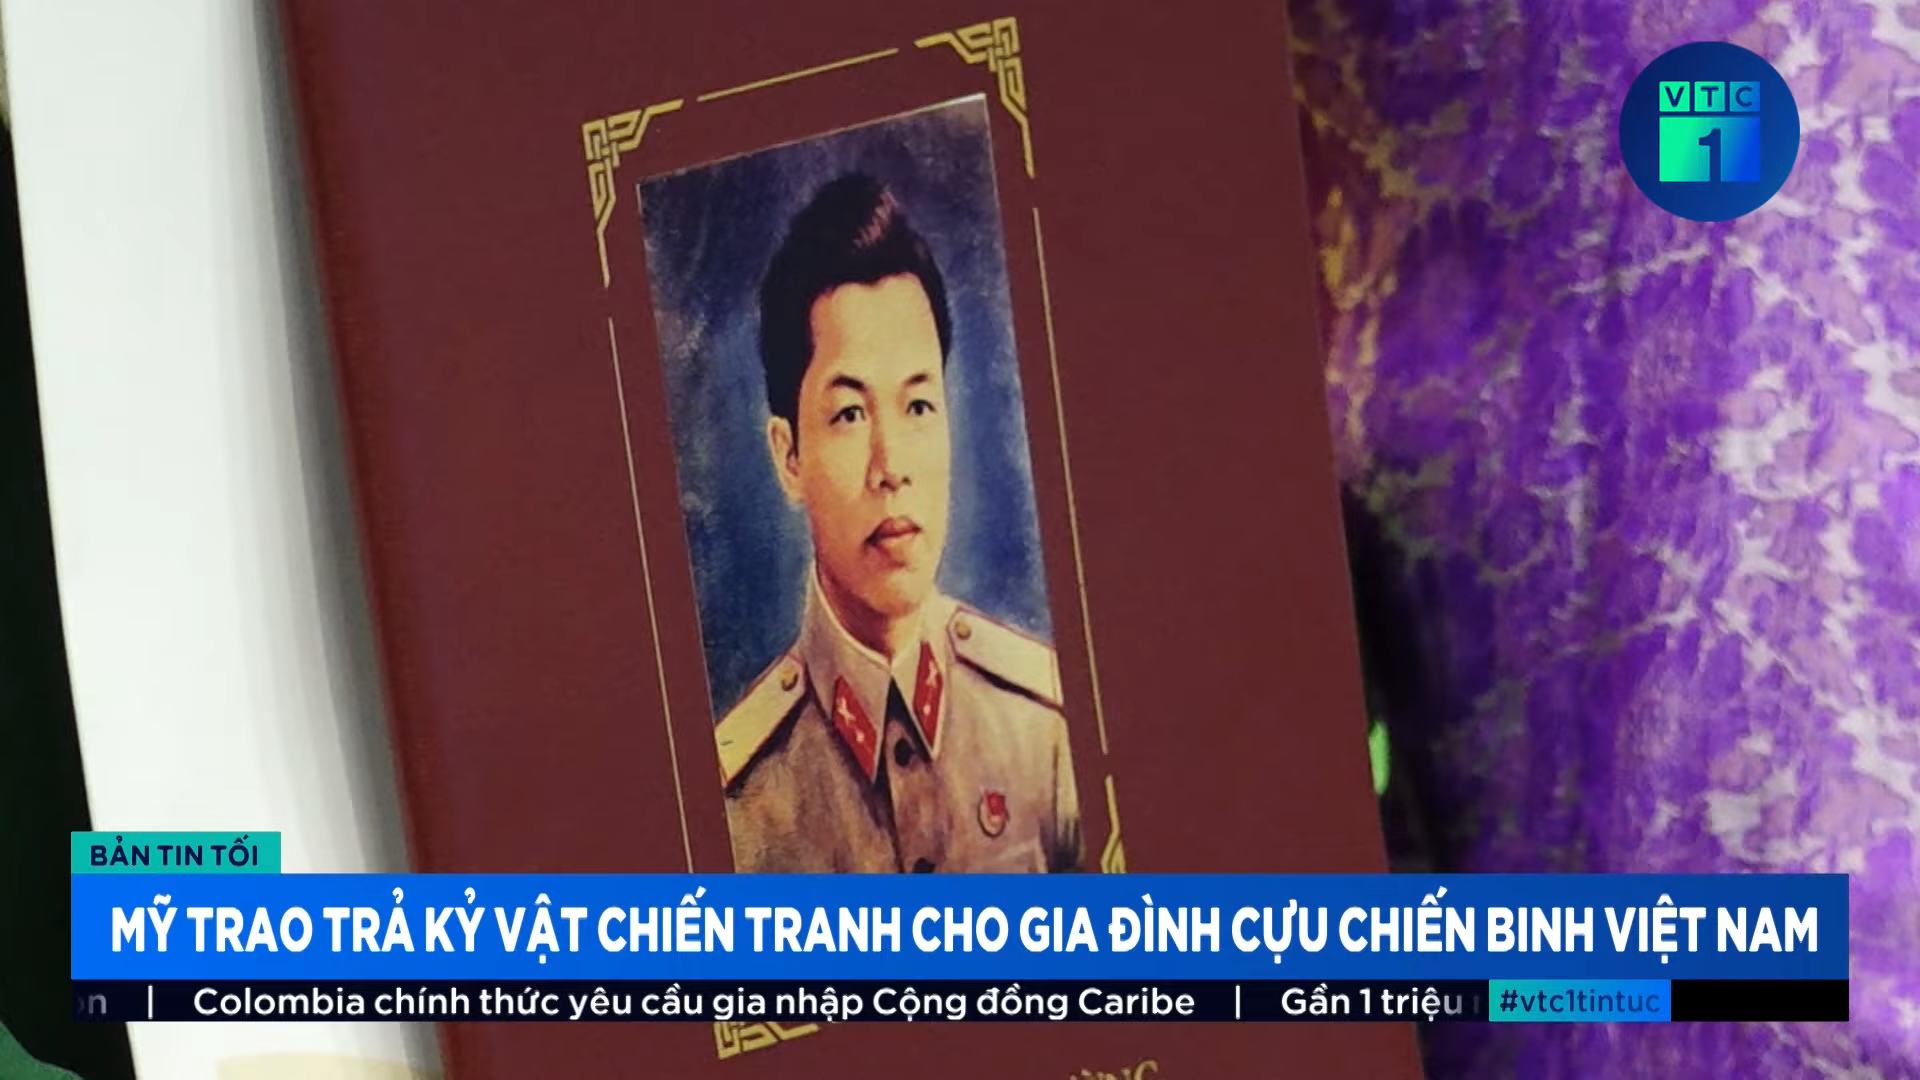 VTC
1
BẢN TIN TỐI
MỸ TRAO TRẢ KỶ VẬT CHIẾN TRANH CHO GIA ĐÌNH CỰU CHIẾN BINH VIỆT NAM
| Colombia chính thức yêu cầu gia nhập Cộng đồng Caribe | Gần 1 triệu
#vtc1tintuc